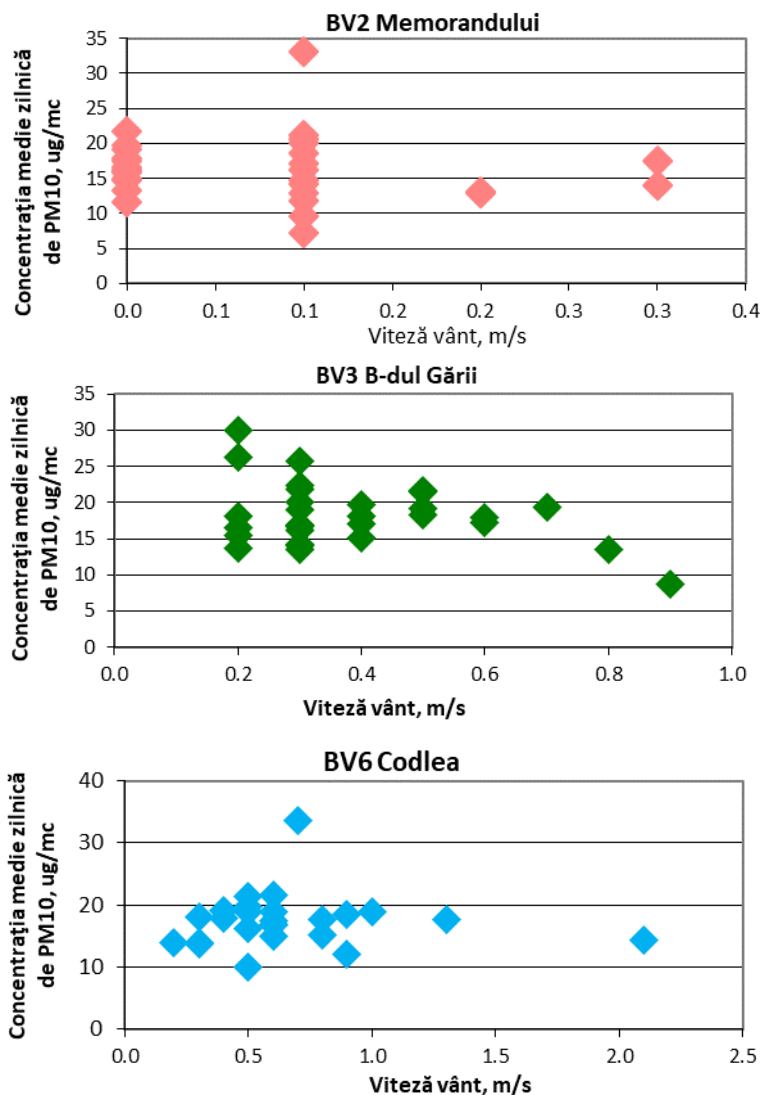 BV2 Memorandului
Concentraţia medie zilnică
de PM10, ug/mc
35
30
25
20
15
10
5
0
0.0 0.1 0.1 0.2 0.2 0.3 0.3 0.4
Viteză vânt, m/s
BV3 B-dul Gării
Concentraţia medie zilnică
de PM10, ug/mc
35
30
25
20
15
10
5
0
0.0 0.2 0.4 0.6 0.8 1.0
Viteză vânt, m/s
BV6 Codlea
Concentraţia medie zilnică
de PM10, ug/mc
40
30
20
10
0
0.0 0.5 1.0 1.5 2.0 2.5
Viteză vânt, m/s